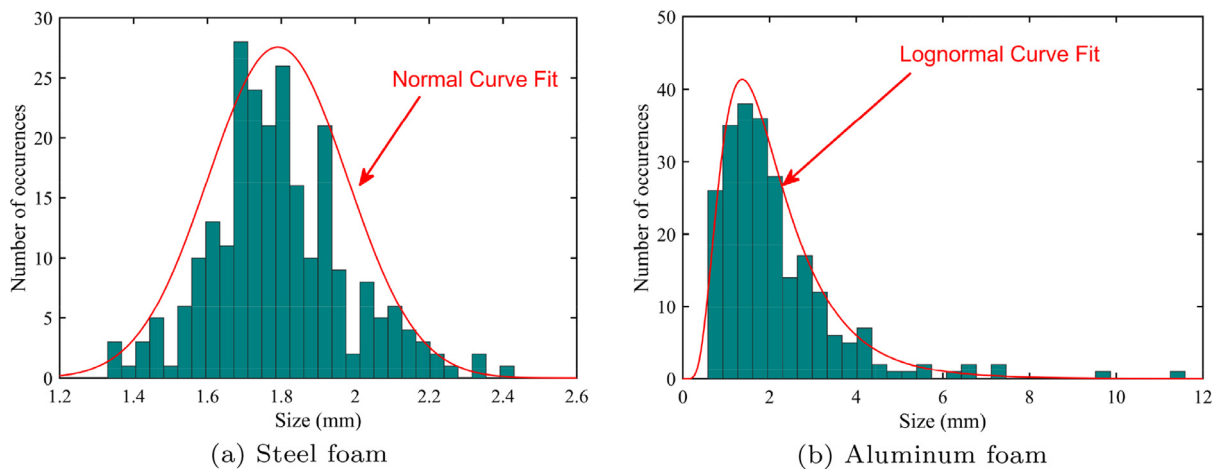 30
25
20
15
10
5
0
Number of occurences
Normal Curve Fit
1.2 1.4 1.6 1.8 2 2.2 2.4 2.6
Size (mm)
(a) Steel foam
50
40
30
20
10
0
Number of occurences
Lognormal Curve Fit
0 2 4 6 8 10 12
Size (mm)
(b) Aluminum foam